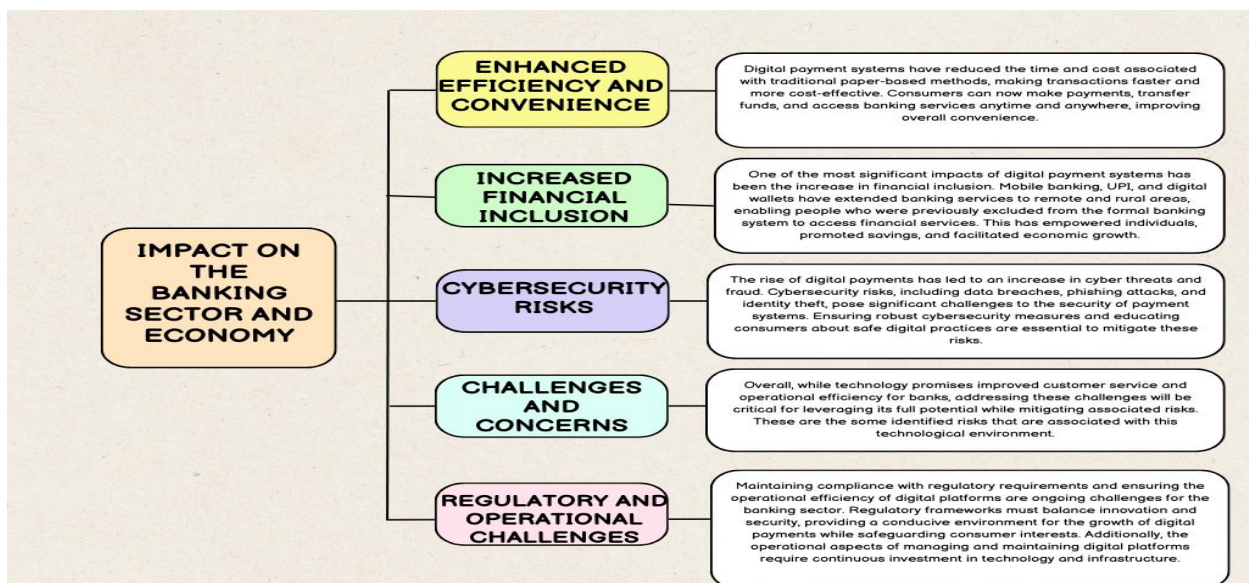 IMPACT ON
THE
BANKING
SECTOR AND
ECONOMY
ENHANCED
EFFICIENCY AND
CONVENIENCE
Digital payment systems have reduced the time and cost associated
with traditional paper-based methods, making transactions faster and
more cost-effective. Consumers can now make payments, transfer
funds, and access banking services anytime and anywhere, improving
overall convenience.
INCREASED
FINANCIAL
INCLUSION
One of the most significant impacts of digital payment systems has
been the increase in financial inclusion. Mobile banking, UPI, and digital
wallets have extended banking services to remote and rural areas,
enabling people who were previously excluded from the formal banking
system to access financial services. This has empowered individuals,
promoted savings, and facilitated economic growth.
CYBERSECURITY
RISKS
The rise of digital payments has led to an increase in cyber threats and
fraud. Cybersecurity risks, including data breaches, phishing attacks, and
identity theft, pose significant challenges to the security of payment
systems. Ensuring robust cybersecurity measures and educating
consumers about safe digital practices are essential to mitigate these
risks.
CHALLENGES
AND
CONCERNS
Overall, while technology promises improved customer service and
operational efficiency for banks, addressing these challenges will be
critical for leveraging its full potential while mitigating associated risks.
These are the some identified risks that are associated with this
technological environment.
REGULATORY AND
OPERATIONAL
CHALLENGES
Maintaining compliance with regulatory requirements and ensuring the
operational efficiency of digital platforms are ongoing challenges for the
banking sector. Regulatory frameworks must balance innovation and
security, providing a conducive environment for the growth of digital
payments while safeguarding consumer interests. Additionally, the
operational aspects of managing and maintaining digital platforms
require continuous investment in technology and infrastructure.